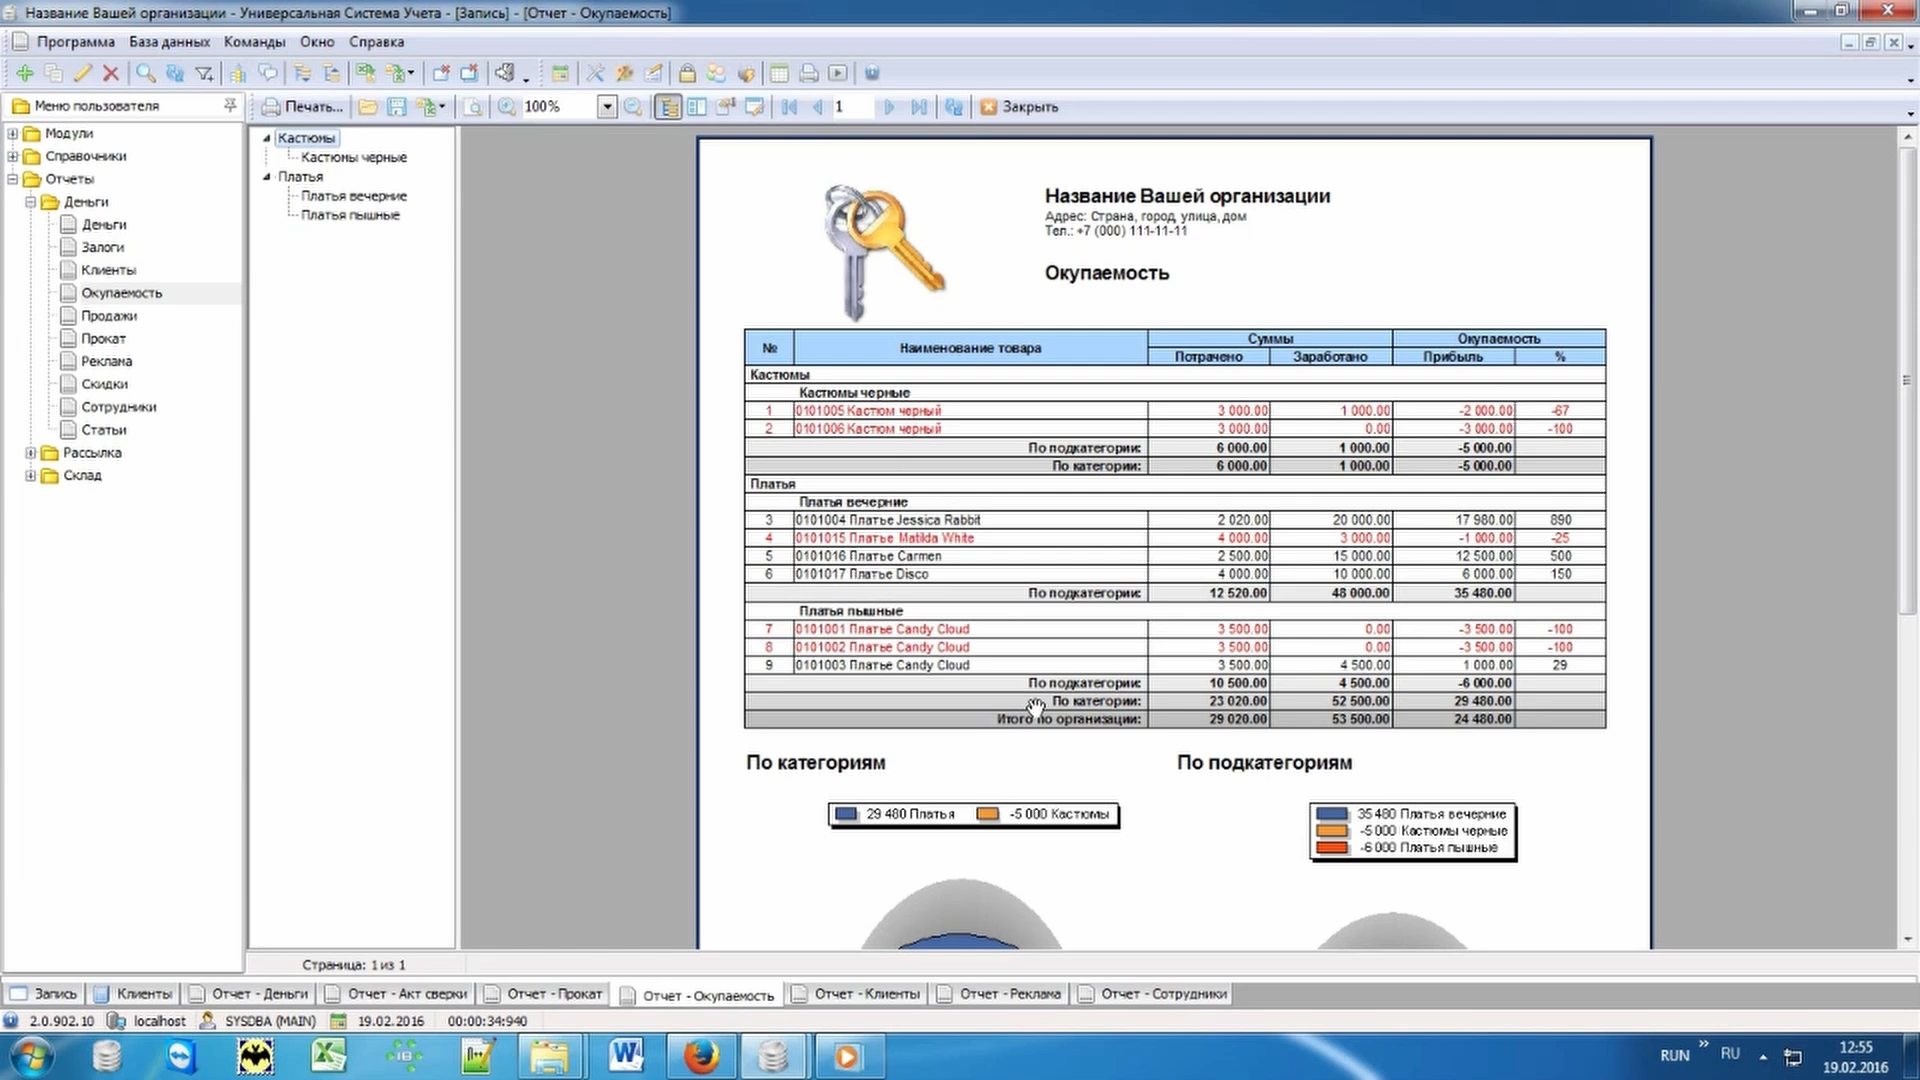 Название Вашей организации - Универсальная Система Учета - [Запись] - [Отчет - Окупаемость]
Программа База данных Команды Окно Справка
Меню пользователя
Печать... 100% 1 Закрыть
Модули
Справочники
Отчеты
Деньги
Деньги
Залоги
Клиенты
Окупаемость
Продажи
Прокат
Реклама
Скидки
Сотрудники
Статьи
Рассылка
Склад
Кастюмы
Кастюмы черные
Платья
Платья вечерние
Платья пышные
Название Вашей организации
Адрес: Страна, город, улица, дом
Тел.: +7 (000) 111-11-11
Окупаемость
№ Наименование товара Суммы Окупаемость
Потрачено Заработано Прибыль %
Кастюмы
Кастюмы черные
1 0101005 Кастюм черный 3 000.00 1 000.00 -2 000.00 -67
2 0101006 Кастюм черный 3 000.00 0.00 -3 000.00 -100
По подкатегории: 6 000.00 1 000.00 -5 000.00
По категории: 6 000.00 1 000.00 -5 000.00
Платья
Платья вечерние
3 0101004 Платье Jessica Rabbit 2 020.00 20 000.00 17 980.00 890
4 0101015 Платье Matilda White 4 000.00 3 000.00 -1 000.00 -25
5 0101016 Платье Carmen 2 500.00 15 000.00 12 500.00 500
6 0101017 Платье Disco 4 000.00 10 000.00 6 000.00 150
По подкатегории: 12 520.00 48 000.00 35 480.00
Платья пышные
7 0101001 Платье Candy Cloud 3 500.00 0.00 -3 500.00 -100
8 0101002 Платье Candy Cloud 3 500.00 0.00 -3 500.00 -100
9 0101003 Платье Candy Cloud 3 500.00 4 500.00 1 000.00 29
По подкатегории: 10 500.00 4 500.00 -6 000.00
По категории: 23 020.00 52 500.00 29 480.00
Итого по организации: 29 020.00 53 500.00 24 480.00
По категориям
29 480 Платья -5 000 Кастюмы
По подкатегориям
35 480 Платья вечерние
-5 000 Кастюмы черные
-6 000 Платья пышные
Страница: 1 из 1
Запись Клиенты Отчет - Деньги Отчет - Акт сверки Отчет - Прокат Отчет - Окупаемость Отчет - Клиенты Отчет - Реклама Отчет - Сотрудники
2.0.902.10 localhost SYSDBA (MAIN) 19.02.2016 00:00:34:940
RUN RU 12:55
19.02.2016